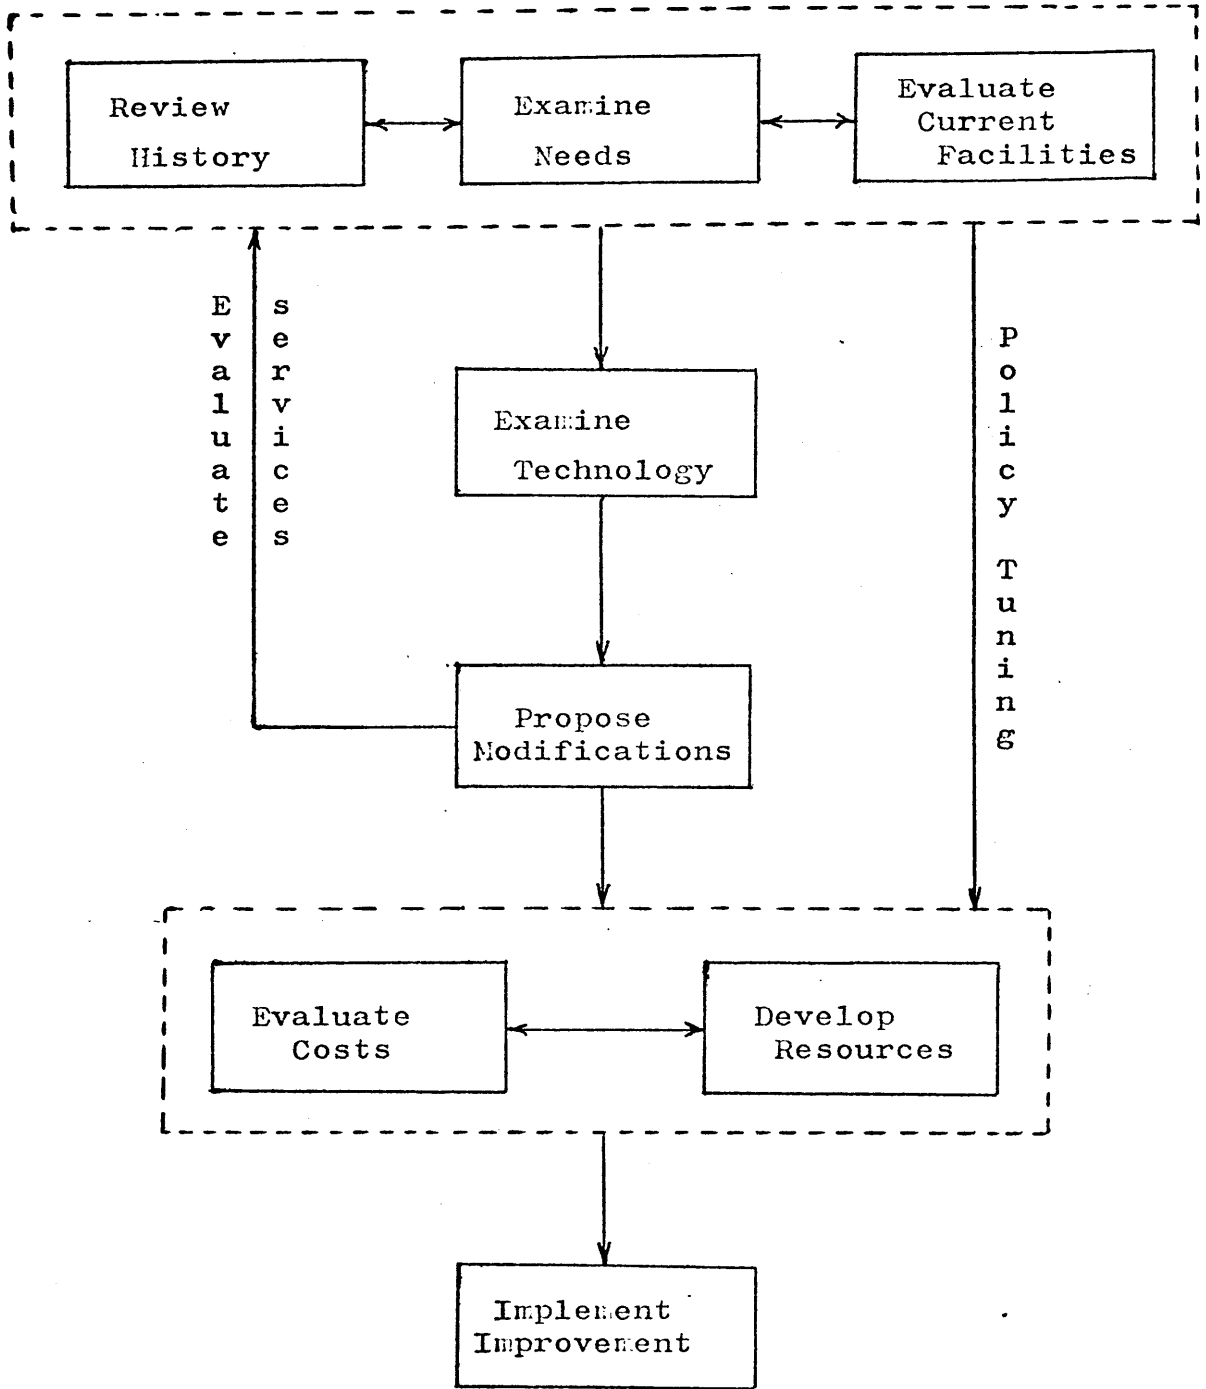 Review
History
Examine
Needs
Evaluate
Current
Facilities
Evaluate
services
Policy Tuning
Examine
Technology
Propose
Modifications
Evaluate
Costs
Develop
Resources
Implement
Improvement